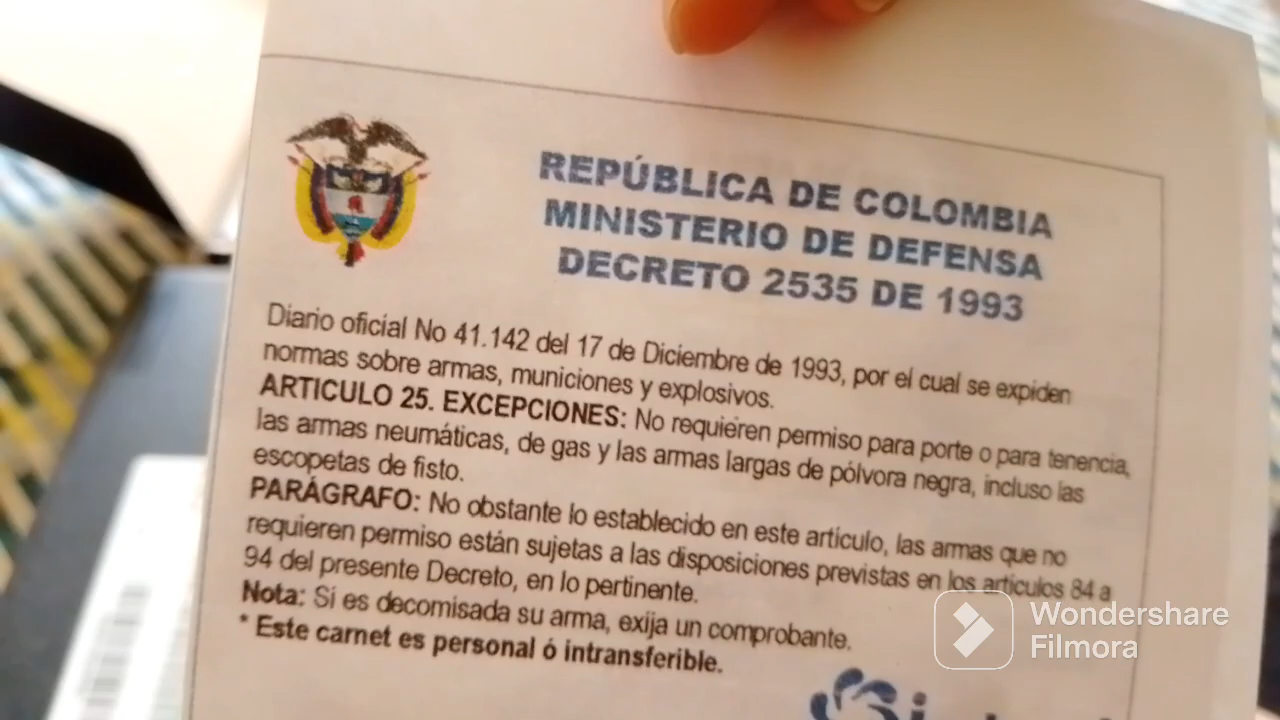 REPÚBLICA DE COLOMBIA
MINISTERIO DE DEFENSA
DECRETO 2535 DE 1993
Diario oficial No 41.142 del 17 de Diciembre de 1993, por el cual se expiden
normas sobre armas, municiones y explosivos.
ARTICULO 25. EXCEPCIONES: No requieren permiso para porte o para tenencia,
las armas neumáticas, de gas y las armas largas de pólvora negra, incluso las
escopetas de fisto.
PARÁGRAFO: No obstante lo establecido en este artículo, las armas que no
requieren permiso están sujetas a las disposiciones previstas en los artículos 84 a
94 del presente Decreto, en lo pertinente.
Nota: Si es decomisada su arma, exija un comprobante.
* Este carnet es personal ó intransferible.
Wondershare
Filmora